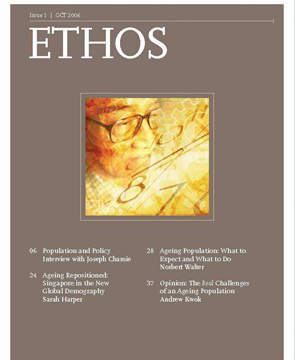 Issue 1 | OCT 2006
ETHOS
06 Population and Policy
Interview with Joseph Chamie
24 Ageing Repositioned:
Singapore in the New
Global Demography
Sarah Harper
28 Ageing Population: What to
Expect and What to Do
Norbert Walter
37 Opinion: The Real Challenges
of an Ageing Population
Andrew Kwok